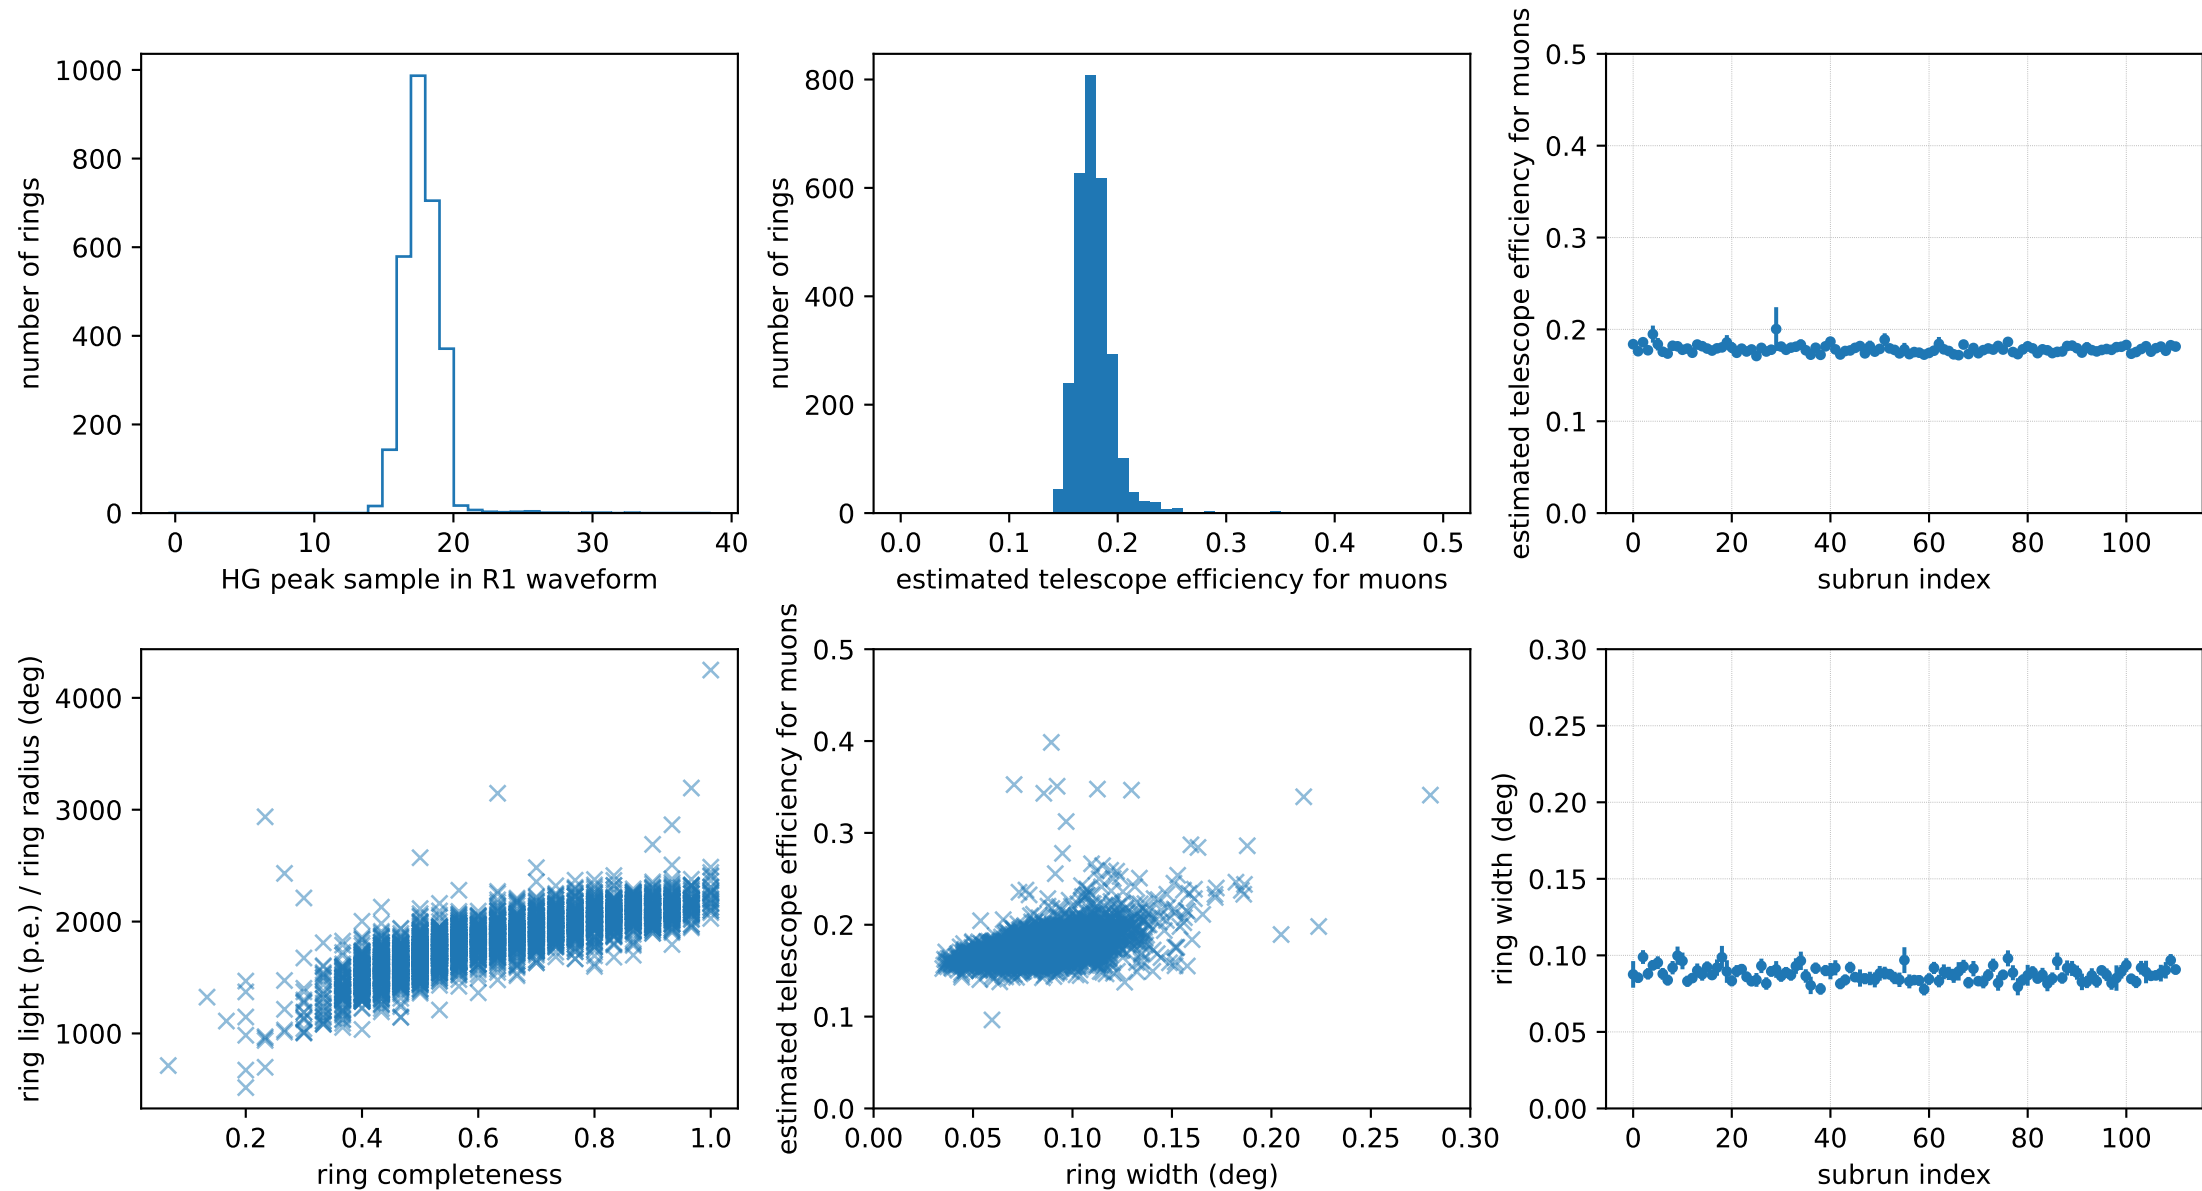 1000
800
600
400
200
0
number of rings
0 10 20 30 40
HG peak sample in R1 waveform
800
600
400
200
0
number of rings
0.0 0.1 0.2 0.3 0.4 0.5
estimated telescope efficiency for muons
0.5
0.4
0.3
0.2
0.1
0.0
estimated telescope efficiency for muons
0 20 40 60 80 100
subrun index
4000
3000
2000
1000
ring light (p.e.) / ring radius (deg)
0.2 0.4 0.6 0.8 1.0
ring completeness
0.5
0.4
0.3
0.2
0.1
0.0
estimated telescope efficiency for muons
0.00 0.05 0.10 0.15 0.20 0.25 0.30
ring width (deg)
0.30
0.25
0.20
0.15
0.10
0.05
0.00
ring width (deg)
0 20 40 60 80 100
subrun index